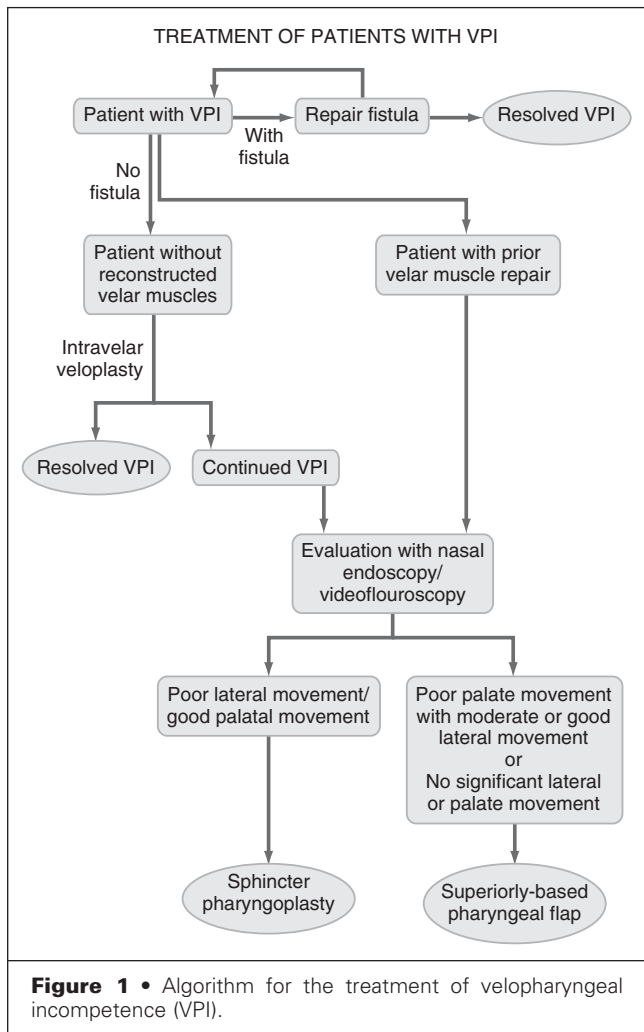 TREATMENT OF PATIENTS WITH VPI
Patient with VPI
With
fistula
Repair fistula
Resolved VPI
No
fistula
Patient without
reconstructed
velar muscles
Patient with prior
velar muscle repair
Intravelar
veloplasty
Resolved VPI
Continued VPI
Evaluation with nasal
endoscopy/
videoflouroscopy
Poor lateral movement/
good palatal movement
Poor palate movement
with moderate or good
lateral movement
or
No significant lateral
or palate movement
Sphincter
pharyngoplasty
Superiorly-based
pharyngeal flap
Figure 1 • Algorithm for the treatment of velopharyngeal
incompetence (VPI).